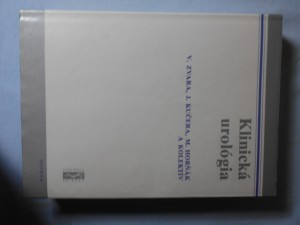 V. ZVARA, J. KUČERA, M. HORŇÁK
A KOLEKTÍV
Klinická
urológia